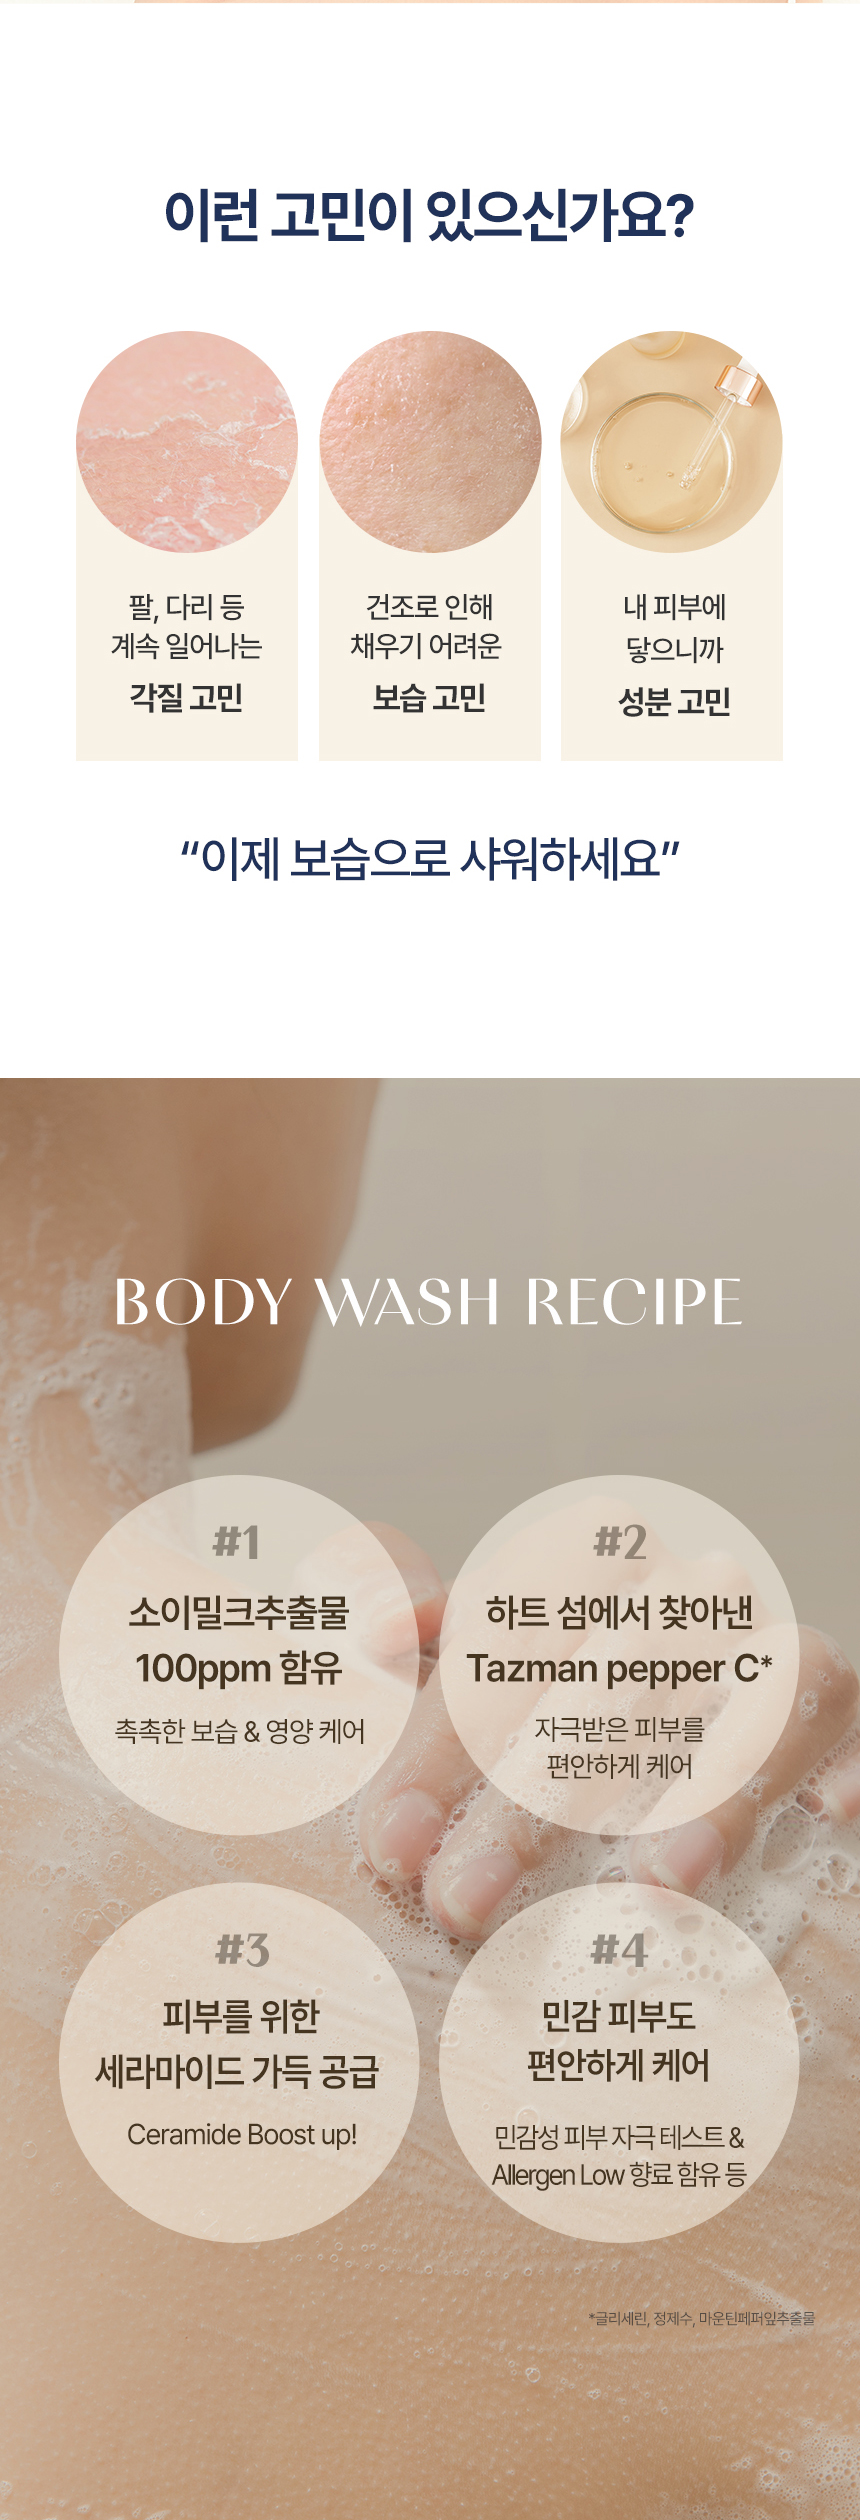 이런 고민이 있으신가요?
팔, 다리 등
계속 일어나는
각질 고민
건조로 인해
채우기 어려운
보습 고민
내 피부에
닿으니까
성분 고민
“이제 보습으로 샤워하세요”
BODY WASH RECIPE
#1
소이밀크추출물
100ppm 함유
촉촉한 보습 & 영양 케어
#2
하트 섬에서 찾아낸
Tazman pepper C*
자극받은 피부를
편안하게 케어
#3
피부를 위한
세라마이드 가득 공급
Ceramide Boost up!
#4
민감 피부도
편안하게 케어
민감성 피부 자극 테스트 &
Allergen Low 향료 함유 등
*글리세린, 정제수, 마운틴페퍼잎추출물